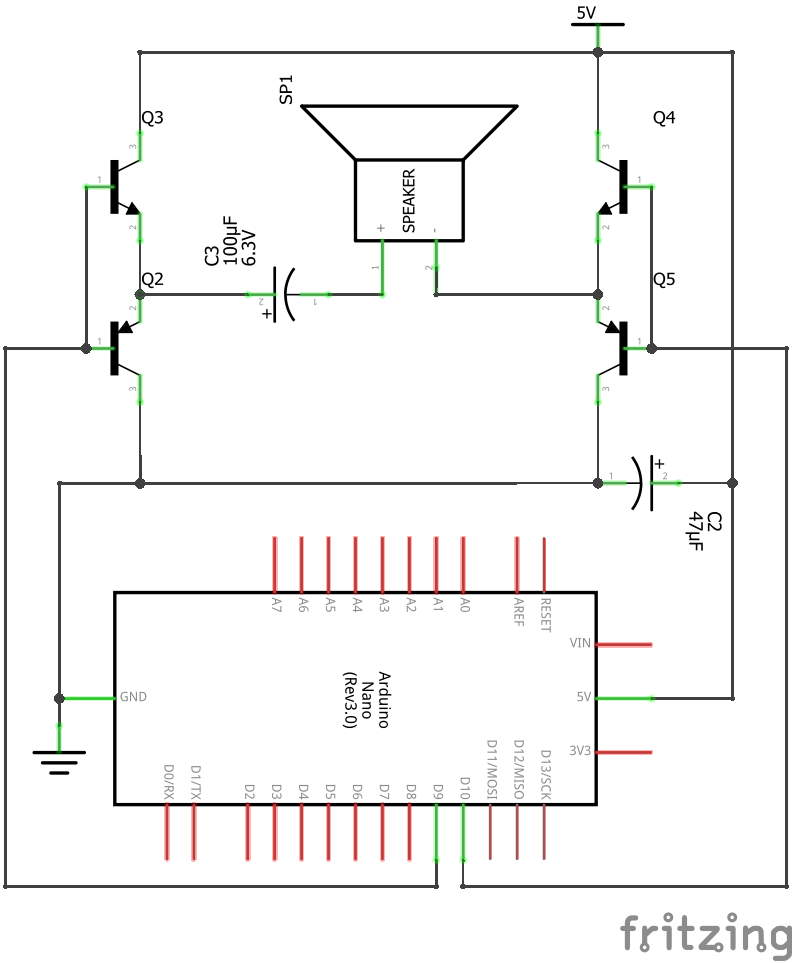 5V
Q3
SP1
Q4
3
3
1
SPEAKER
1
2
+
-
2
C3
100µF
6.3V
1
2
Q2
Q5
2
1
+
2
2
1
1
3
3
1
+
2
C2
47µF
A7
A6
A5
A4
A3
A2
A1
A0
AREF
RESET
VIN
GND
Arduino
Nano
(Rev3.0)
5V
3V3
D0/RX
D1/TX
D2
D3
D4
D5
D6
D7
D8
D9
D10
D11/MOSI
D12/MISO
D13/SCK
fritzing